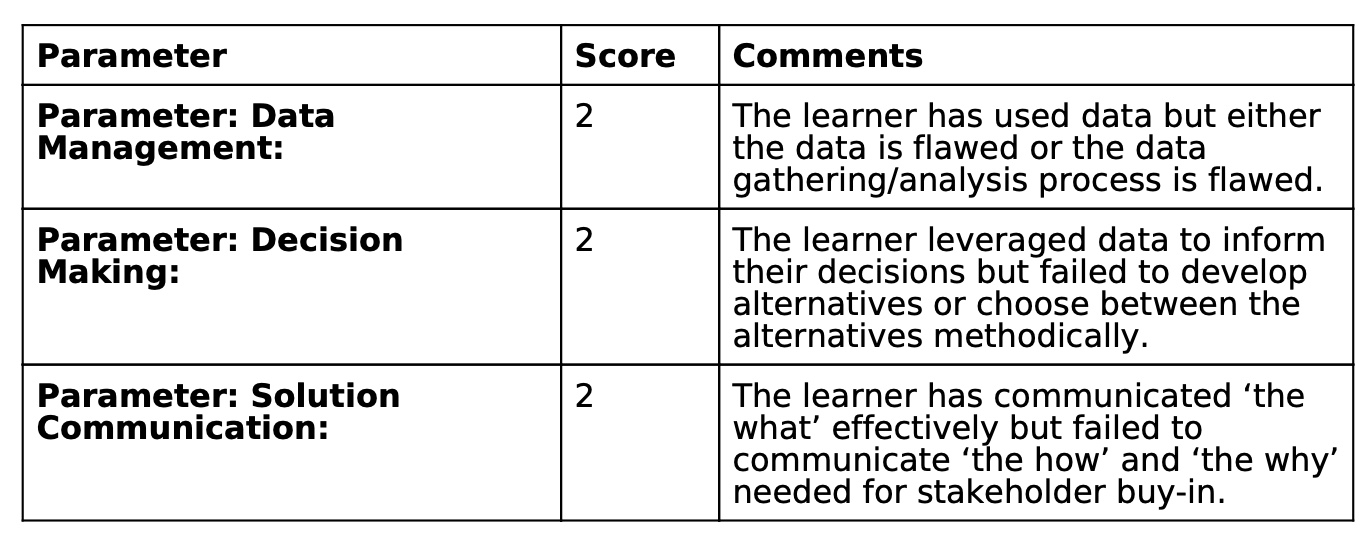 Parameter Score Comments
Parameter: Data 2 The learner has used data but either
Management: the data is flawed or the data
gathering/analysis process is flawed.
Parameter: Decision 2 The learner leveraged data to inform
Making: their decisions but failed to develop
alternatives or choose between the
alternatives methodically.
Parameter: Solution 2 The learner has communicated ‘the
Communication: what’ effectively but failed to
communicate ‘the how’ and ‘the why’
needed for stakeholder buy-in.